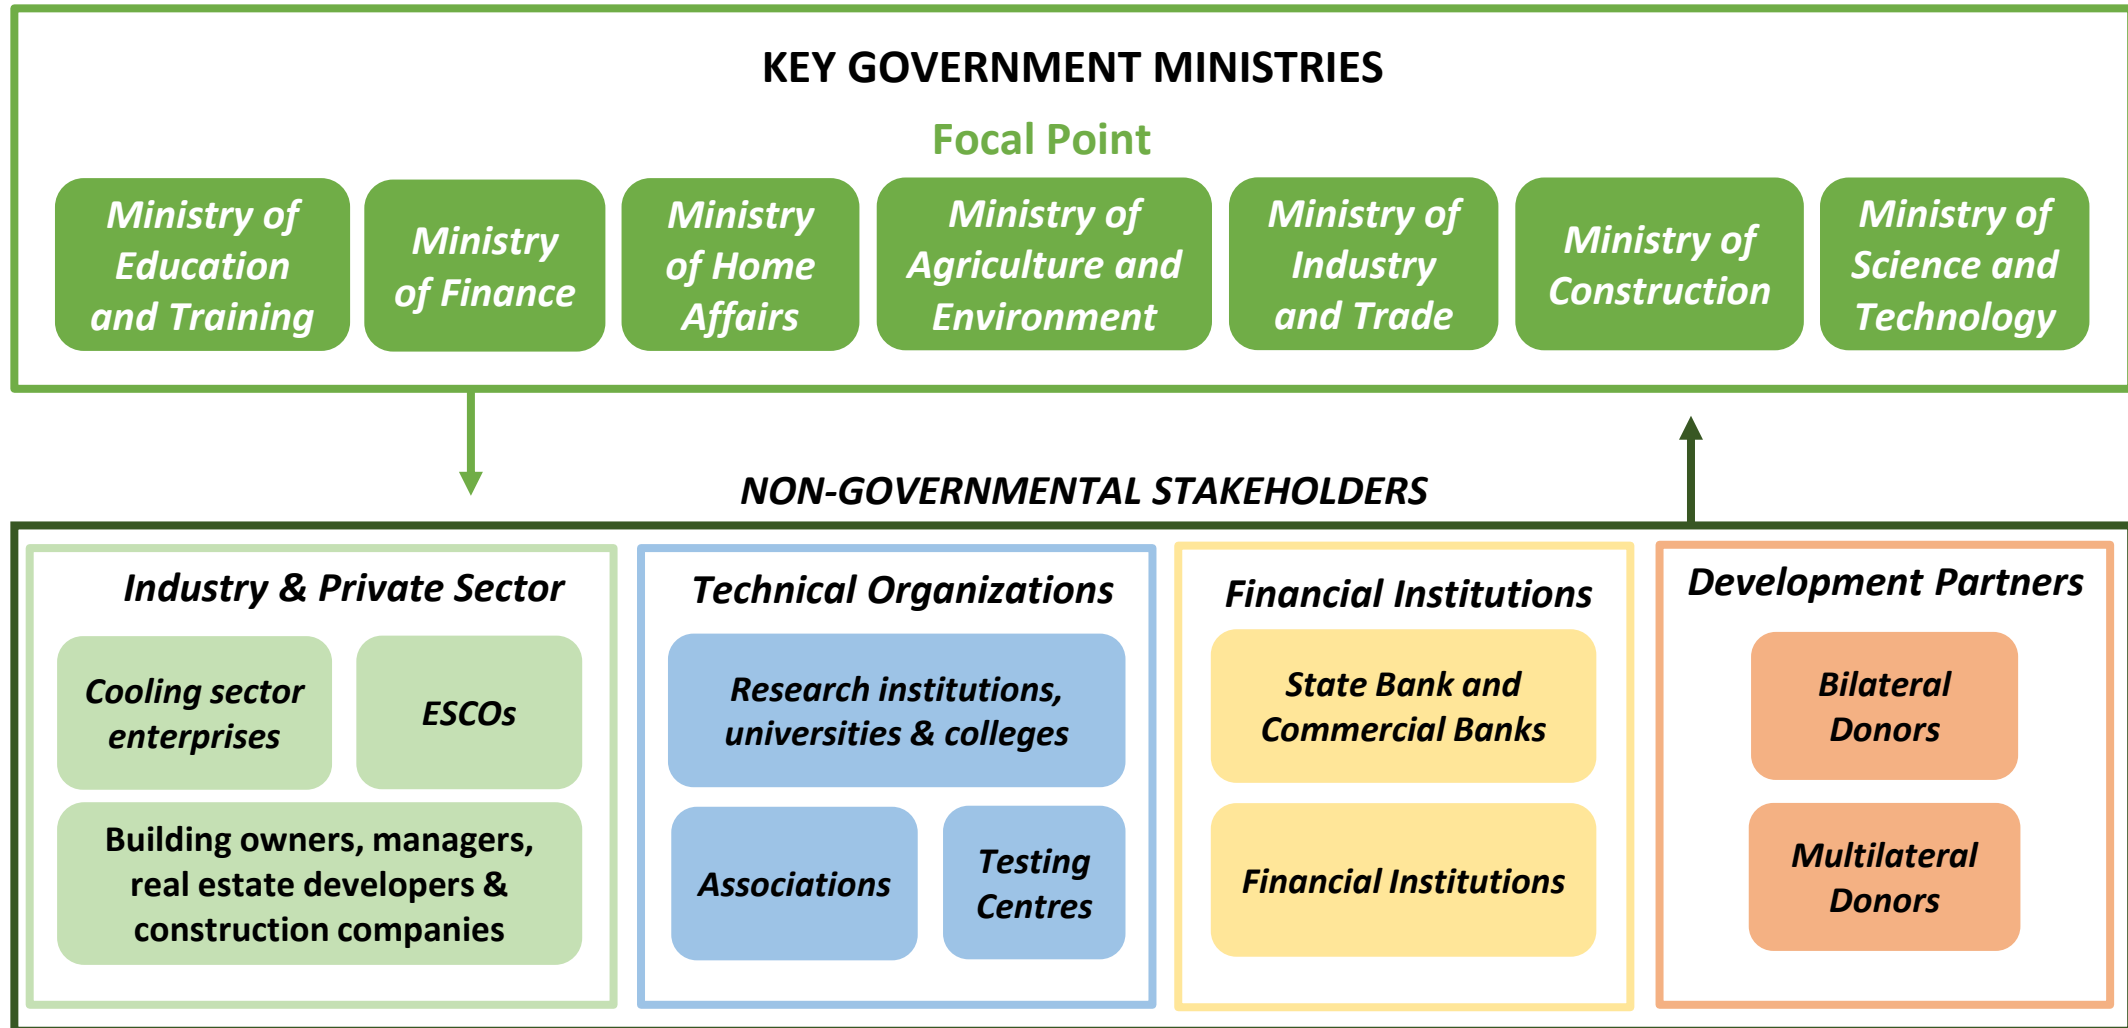 KEY GOVERNMENT MINISTRIES
Focal Point
Ministry of
Education
and Training
Ministry
of Finance
Ministry
of Home
Affairs
Ministry of
Agriculture and
Environment
Ministry of
Industry
and Trade
Ministry of
Construction
Ministry of
Science and
Technology
NON-GOVERNMENTAL STAKEHOLDERS
Industry & Private Sector
Cooling sector
enterprises
ESCOs
Building owners, managers,
real estate developers &
construction companies
Technical Organizations
Research institutions,
universities & colleges
Associations
Testing
Centres
Financial Institutions
State Bank and
Commercial Banks
Financial Institutions
Development Partners
Bilateral
Donors
Multilateral
Donors